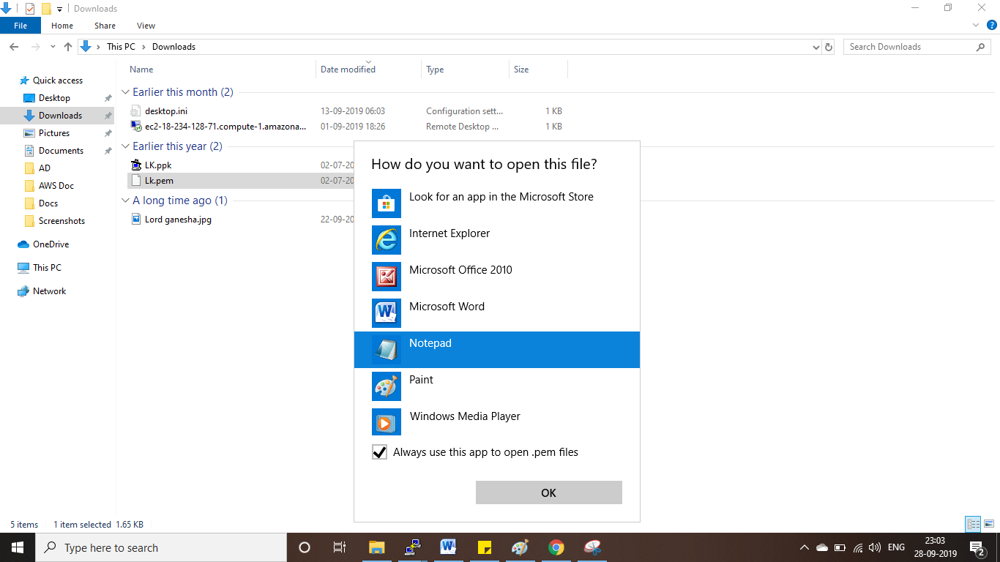 Downloads
File Home Share View
This PC Downloads Search Downloads
Name Date modified Type Size
Quick access
Desktop
Downloads
Pictures
Documents
AD
AWS Doc
Docs
Screenshots
OneDrive
This PC
Network
Earlier this month (2)
desktop.ini 13-09-2019 06:03 Configuration sett... 1 KB
ec2-18-234-128-71.compute-1.amazona... 01-09-2019 18:26 Remote Desktop ... 1 KB
Earlier this year (2)
LK.ppk 02-07-20
Lk.pem 02-07-20
A long time ago (1)
Lord ganesha.jpg 22-09-20
How do you want to open this file?
Look for an app in the Microsoft Store
Internet Explorer
Microsoft Office 2010
Microsoft Word
Notepad
Paint
Windows Media Player
Always use this app to open .pem files
OK
5 items 1 item selected 1.65 KB
Type here to search
ENG
23:03
28-09-2019
2